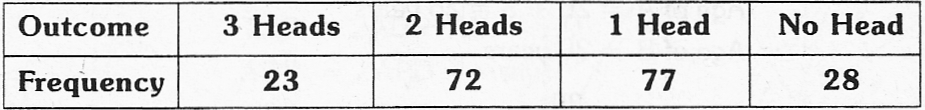 Outcome 3 Heads 2 Heads 1 Head No Head
Frequency 23 72 77 28